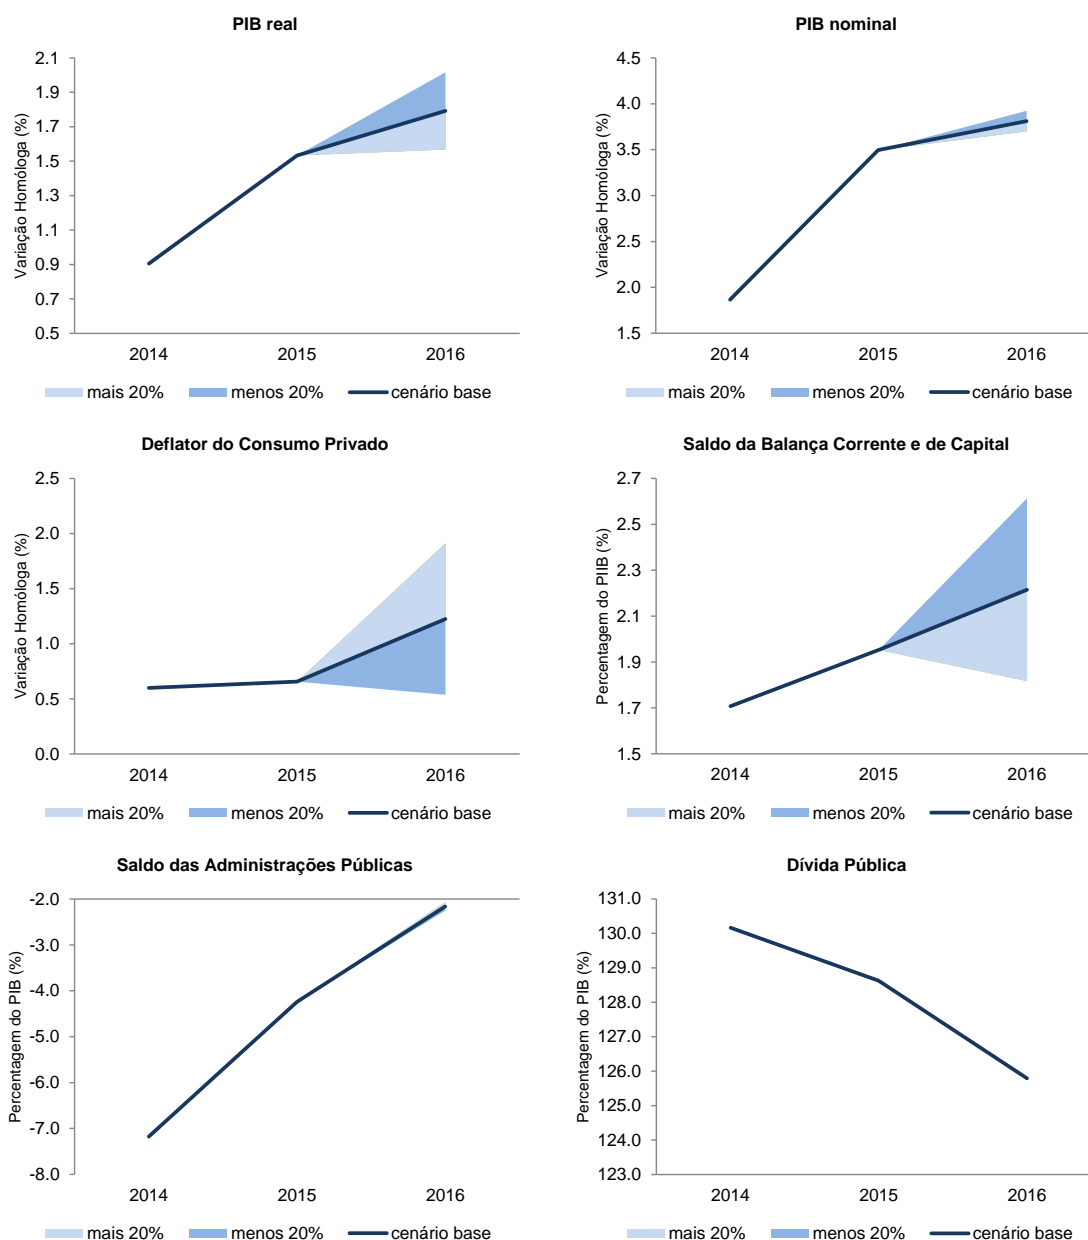 PIB real
Variação Homóloga (%)
2.1
1.9
1.7
1.5
1.3
1.1
0.9
0.7
0.5
2014 2015 2016
mais 20% menos 20% cenário base
PIB nominal
Variação Homóloga (%)
4.5
4.0
3.5
3.0
2.5
2.0
1.5
2014 2015 2016
mais 20% menos 20% cenário base
Deflator do Consumo Privado
Variação Homóloga (%)
2.5
2.0
1.5
1.0
0.5
0.0
2014 2015 2016
mais 20% menos 20% cenário base
Saldo da Balança Corrente e de Capital
Percentagem do PIIB (%)
2.7
2.5
2.3
2.1
1.9
1.7
1.5
2014 2015 2016
mais 20% menos 20% cenário base
Saldo das Administrações Públicas
Percentagem do PIB (%)
-2.0
-3.0
-4.0
-5.0
-6.0
-7.0
-8.0
2014 2015 2016
mais 20% menos 20% cenário base
Dívida Pública
Percentagem do PIB (%)
131.0
130.0
129.0
128.0
127.0
126.0
125.0
124.0
123.0
2014 2015 2016
mais 20% menos 20% cenário base